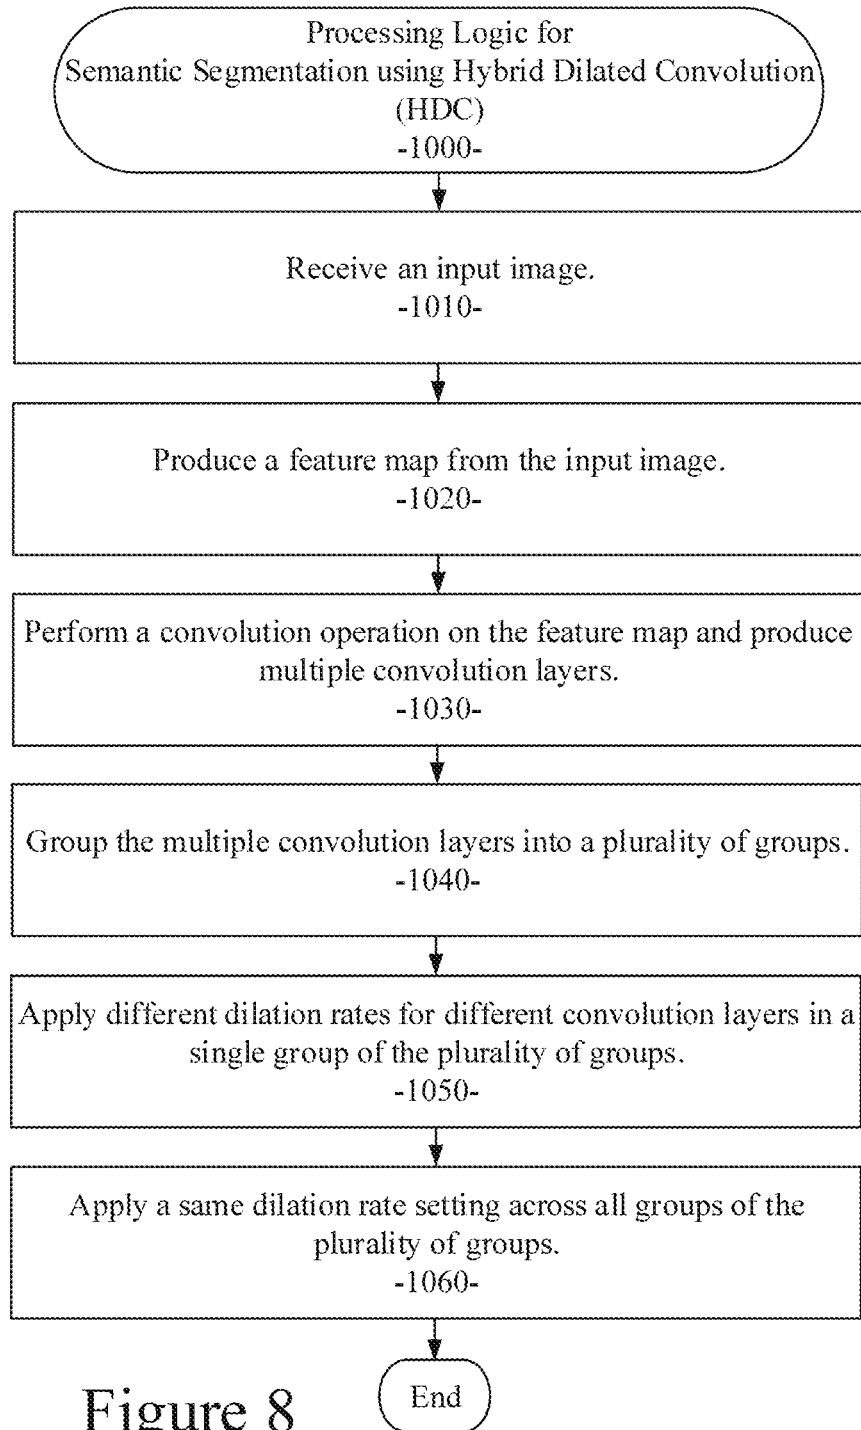 Processing Logic for
Semantic Segmentation using Hybrid Dilated Convolution
(HDC)
-1000-
Receive an input image.
-1010-
Produce a feature map from the input image.
-1020-
Perform a convolution operation on the feature map and produce
multiple convolution layers.
-1030-
Group the multiple convolution layers into a plurality of groups.
-1040-
Apply different dilation rates for different convolution layers in a
single group of the plurality of groups.
-1050-
Apply a same dilation rate setting across all groups of the
plurality of groups.
-1060-
End
Figure 8